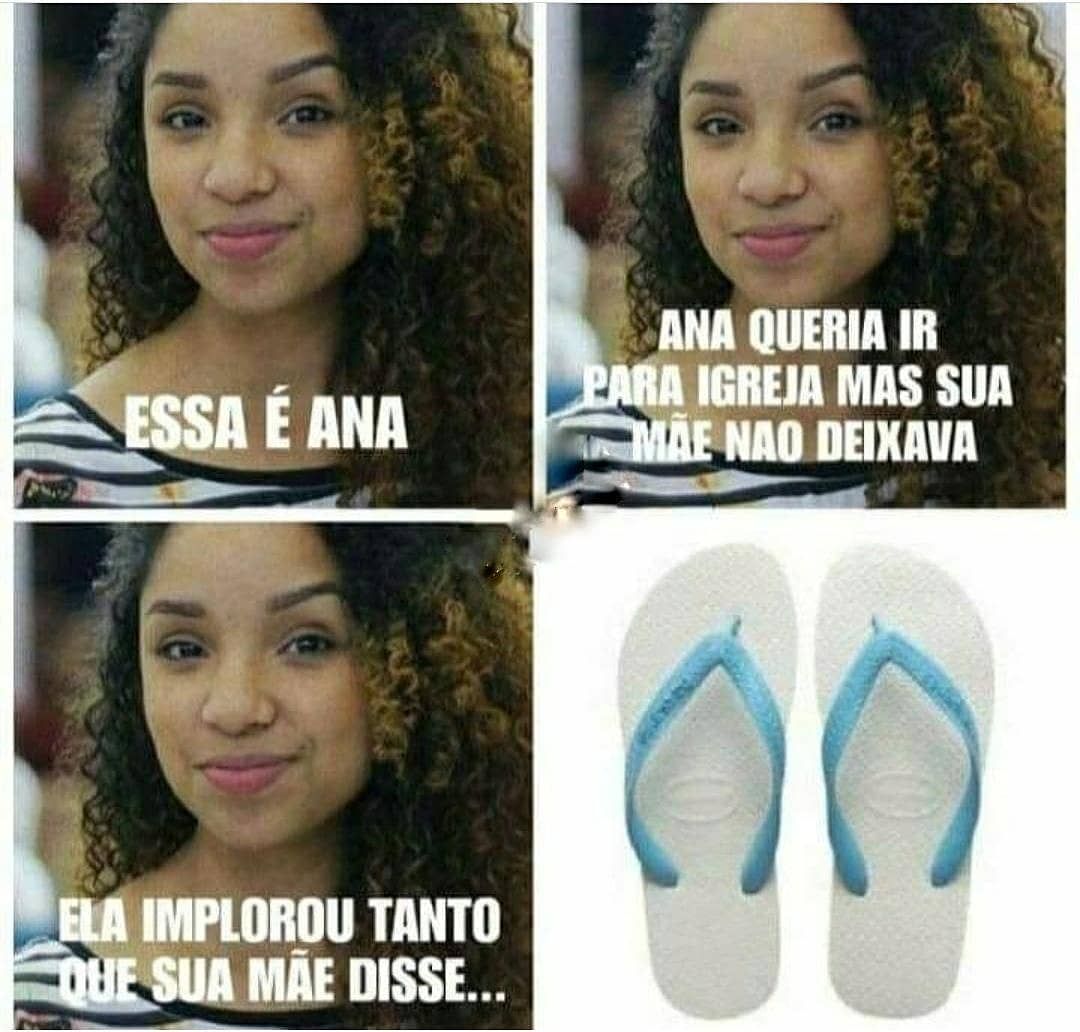 ESSA É ANA
ANA QUERIA IR
PARA IGREJA MAS SUA
MÃE NAO DEIXAVA
ELA IMPLOROU TANTO
QUE SUA MÃE DISSE...